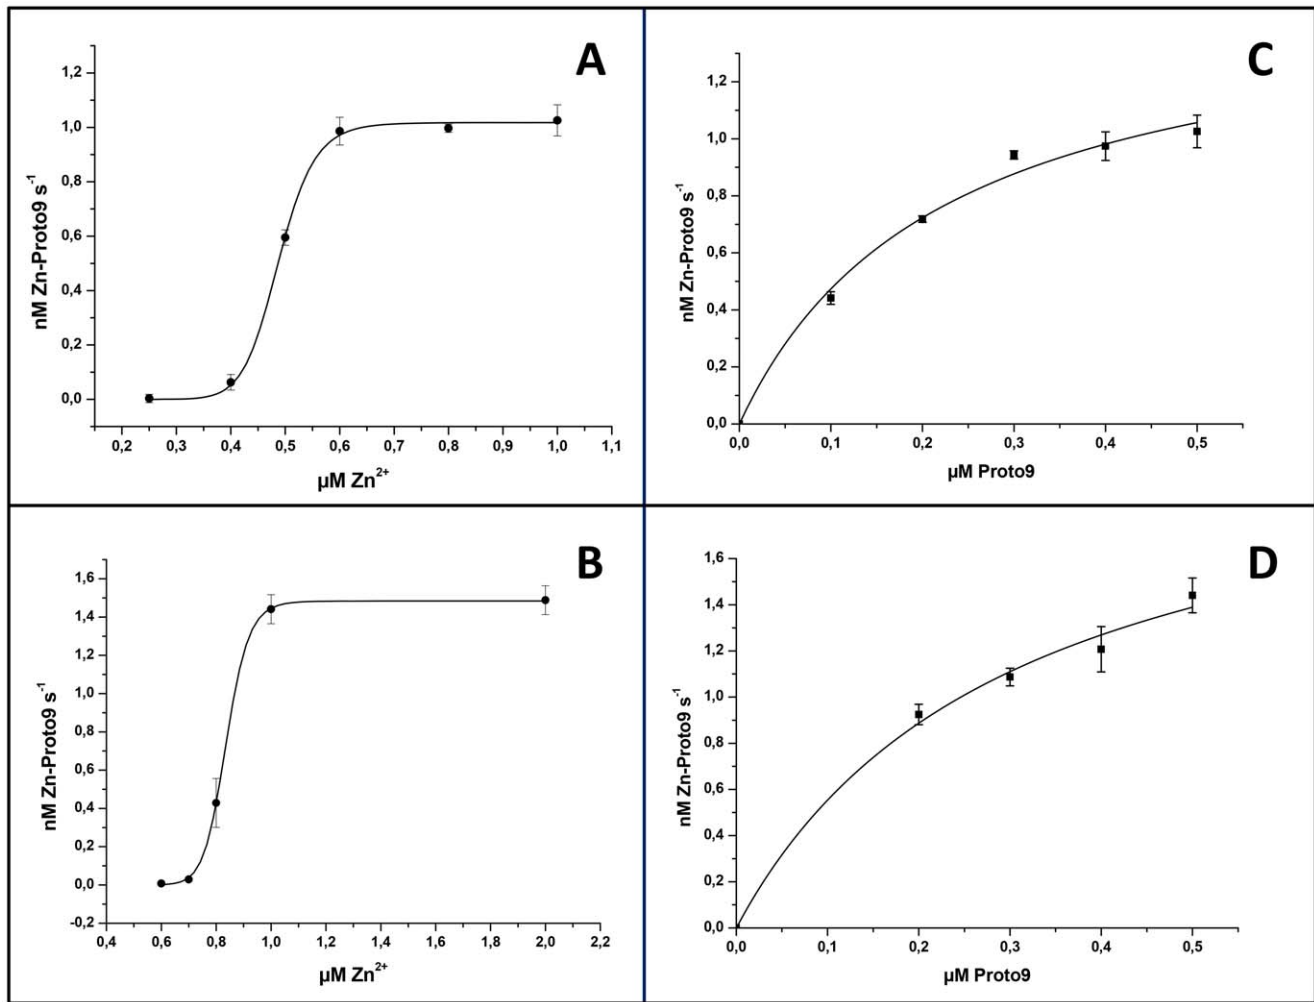 A
1,2
1,0
0,8
0,6
0,4
0,2
0,0
nM Zn-Proto9 s⁻¹
0,2 0,3 0,4 0,5 0,6 0,7 0,8 0,9 1,0 1,1
µM Zn²⁺
C
1,2
1,0
0,8
0,6
0,4
0,2
0,0
nM Zn-Proto9 s⁻¹
0,0 0,1 0,2 0,3 0,4 0,5
µM Proto9
B
1,6
1,4
1,2
1,0
0,8
0,6
0,4
0,2
0,0
-0,2
nM Zn-Proto9 s⁻¹
0,4 0,6 0,8 1,0 1,2 1,4 1,6 1,8 2,0 2,2
µM Zn²⁺
D
1,6
1,4
1,2
1,0
0,8
0,6
0,4
0,2
0,0
nM Zn-Proto9 s⁻¹
0,0 0,1 0,2 0,3 0,4 0,5
µM Proto9